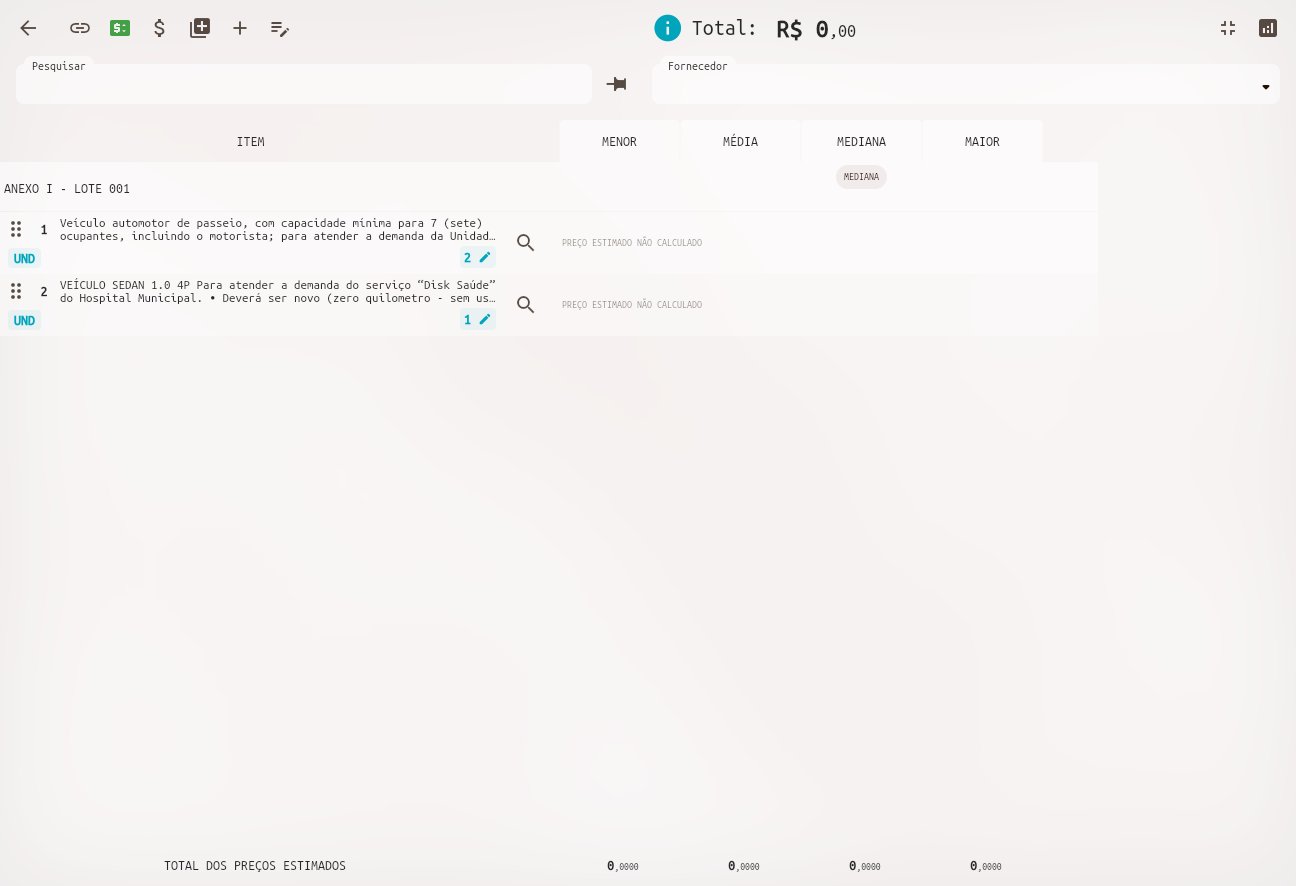 Total: R$ 0,00
Pesquisar
Fornecedor
ITEM MENOR MÉDIA MEDIANA MAIOR
MEDIANA
ANEXO I - LOTE 001
1 Veículo automotor de passeio, com capacidade mínima para 7 (sete)
ocupantes, incluindo o motorista; para atender a demanda da Unidad…
PREÇO ESTIMADO NÃO CALCULADO
UND 2
2 VEÍCULO SEDAN 1.0 4P Para atender a demanda do serviço “Disk Saúde”
do Hospital Municipal. • Deverá ser novo (zero quilometro - sem us…
PREÇO ESTIMADO NÃO CALCULADO
UND 1
TOTAL DOS PREÇOS ESTIMADOS 0,0000 0,0000 0,0000 0,0000